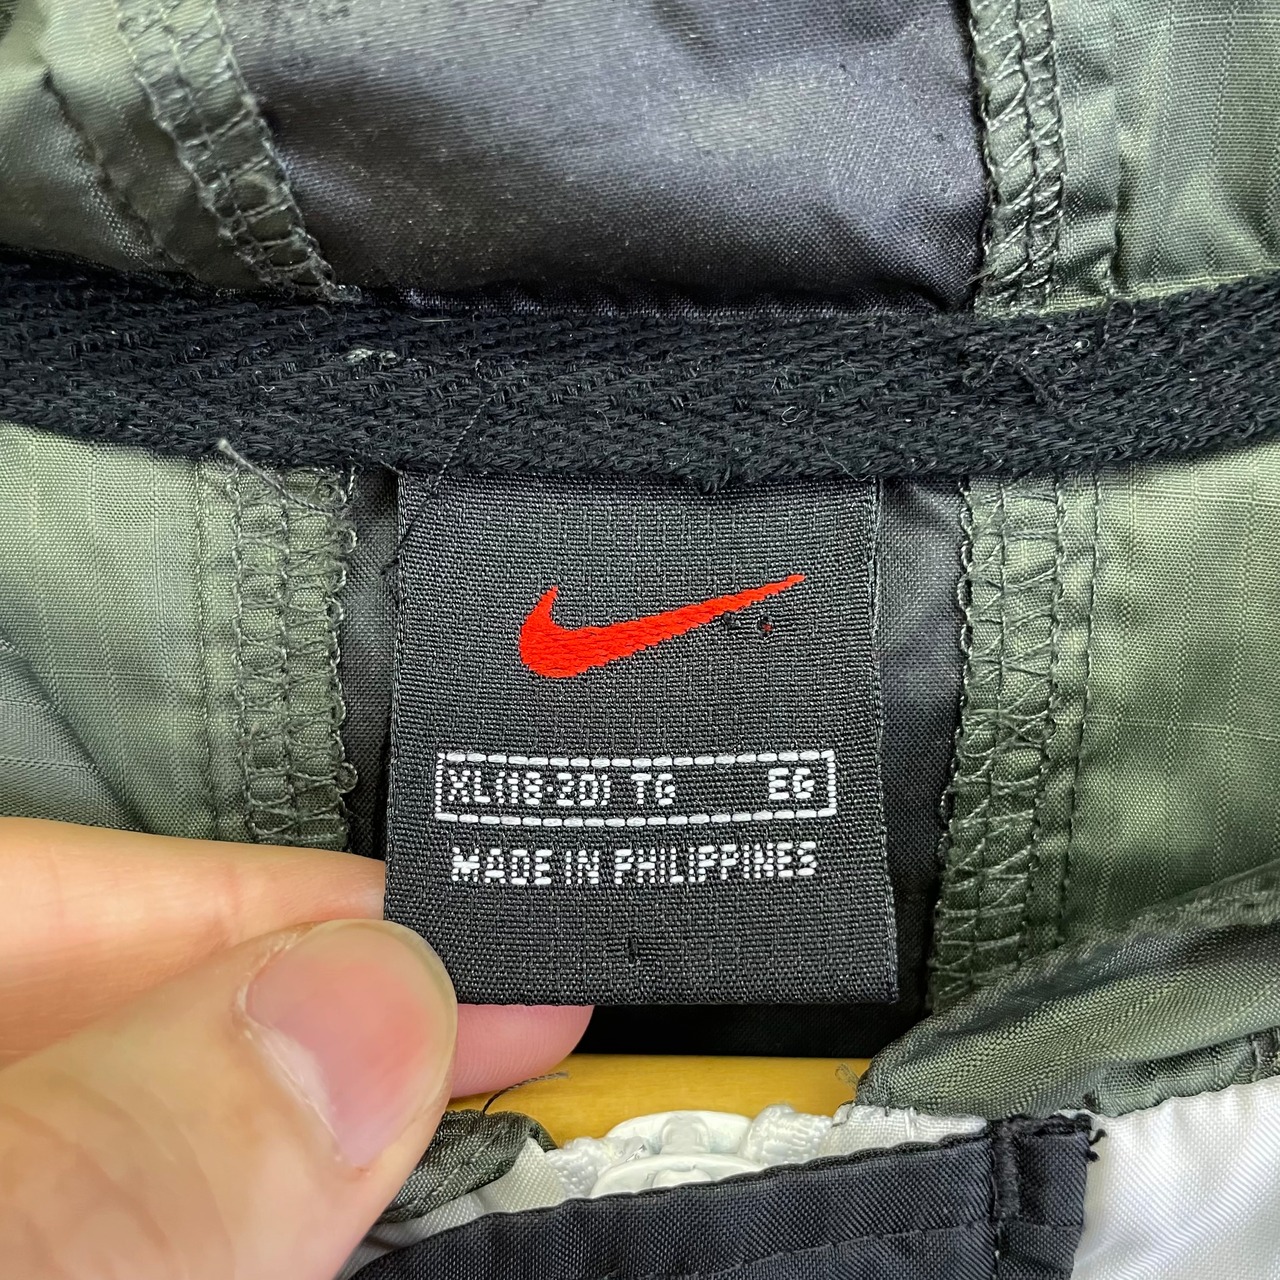 XL(18-20) TG EG
MADE IN PHILIPPINES